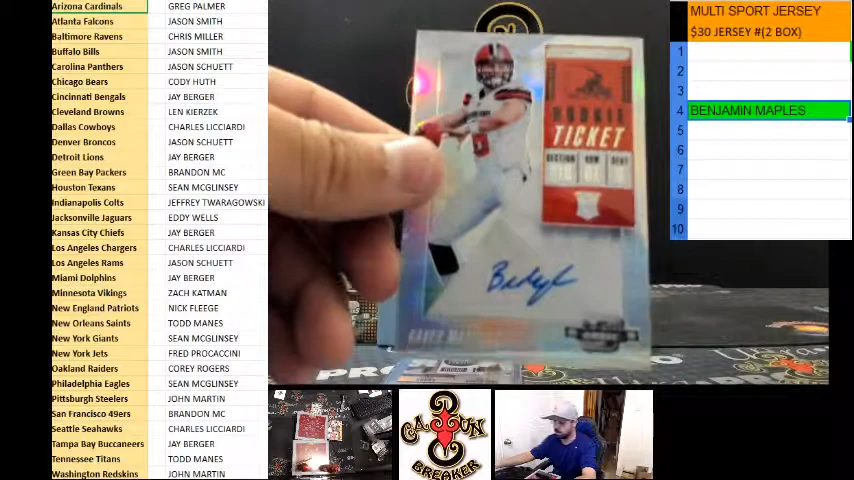 Arizona Cardinals GREG PALMER
Atlanta Falcons JASON SMITH
Baltimore Ravens CHRIS MILLER
Buffalo Bills JASON SMITH
Carolina Panthers JASON SCHUETT
Chicago Bears CODY HUTH
Cincinnati Bengals JAY BERGER
Cleveland Browns LEN KIERZEK
Dallas Cowboys CHARLES LICCIARDI
Denver Broncos JASON SCHUETT
Detroit Lions JAY BERGER
Green Bay Packers BRANDON MC
Houston Texans SEAN MCGLINSEY
Indianapolis Colts JEFFREY TWARAGOWSKI
Jacksonville Jaguars EDDY WELLS
Kansas City Chiefs JAY BERGER
Los Angeles Chargers CHARLES LICCIARDI
Los Angeles Rams JASON SCHUETT
Miami Dolphins JAY BERGER
Minnesota Vikings ZACH KATMAN
New England Patriots NICK FLEEGE
New Orleans Saints TODD MANES
New York Giants SEAN MCGLINSEY
New York Jets FRED PROCACCINI
Oakland Raiders COREY ROGERS
Philadelphia Eagles SEAN MCGLINSEY
Pittsburgh Steelers JOHN MARTIN
San Francisco 49ers BRANDON MC
Seattle Seahawks CHARLES LICCIARDI
Tampa Bay Buccaneers JAY BERGER
Tennessee Titans TODD MANES
Washington Redskins JOHN MARTIN
ROOKIE
TICKET
SECTION ROW SEAT
CAJUN
BREAKER
MULTI SPORT JERSEY
$30 JERSEY #(2 BOX)
1
2
3
4 BENJAMIN MAPLES
5
6
7
8
9
10